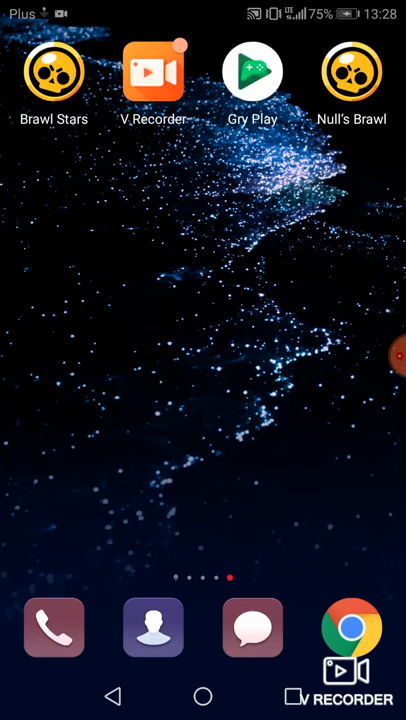 Plus 75% 13:28
Brawl Stars V Recorder Gry Play Null's Brawl
V RECORDER